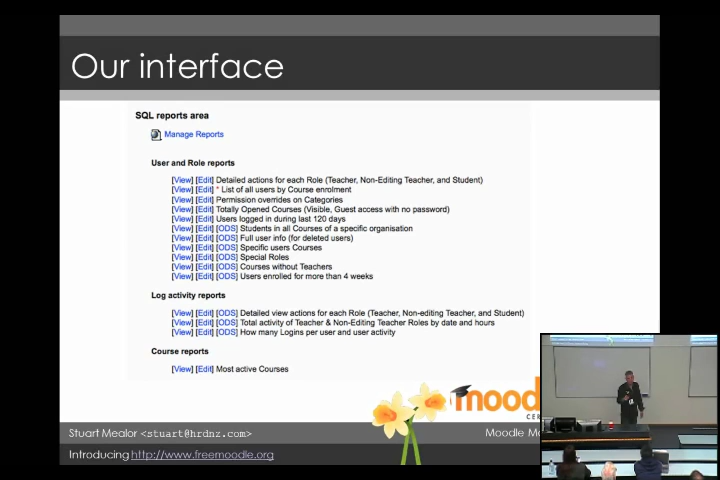 Our interface
SQL reports area
Manage Reports
User and Role reports
[View] [Edit] Detailed actions for each Role (Teacher, Non-Editing Teacher, and Student)
[View] [Edit] * List of all users by Course enrolment
[View] [Edit] Permission overrides on Categories
[View] [Edit] Totally Opened Courses (Visible, Guest access with no password)
[View] [Edit] Users logged in during last 120 days
[View] [Edit] [ODS] Students in all Courses of a specific organisation
[View] [Edit] [ODS] Full user info (for deleted users)
[View] [Edit] [ODS] Specific users Courses
[View] [Edit] [ODS] Special Roles
[View] [Edit] [ODS] Courses without Teachers
[View] [Edit] [ODS] Users enrolled for more than 4 weeks
Log activity reports
[View] [Edit] [ODS] Detailed view actions for each Role (Teacher, Non-editing Teacher, and Student)
[View] [Edit] [ODS] Total activity of Teacher & Non-Editing Teacher Roles by date and hours
[View] [Edit] [ODS] How many Logins per user and user activity
Course reports
[View] [Edit] Most active Courses
mood
CE
Stuart Mealor <stuart@hrdnz.com>
Moodle M
Introducing http://www.freemoodle.org